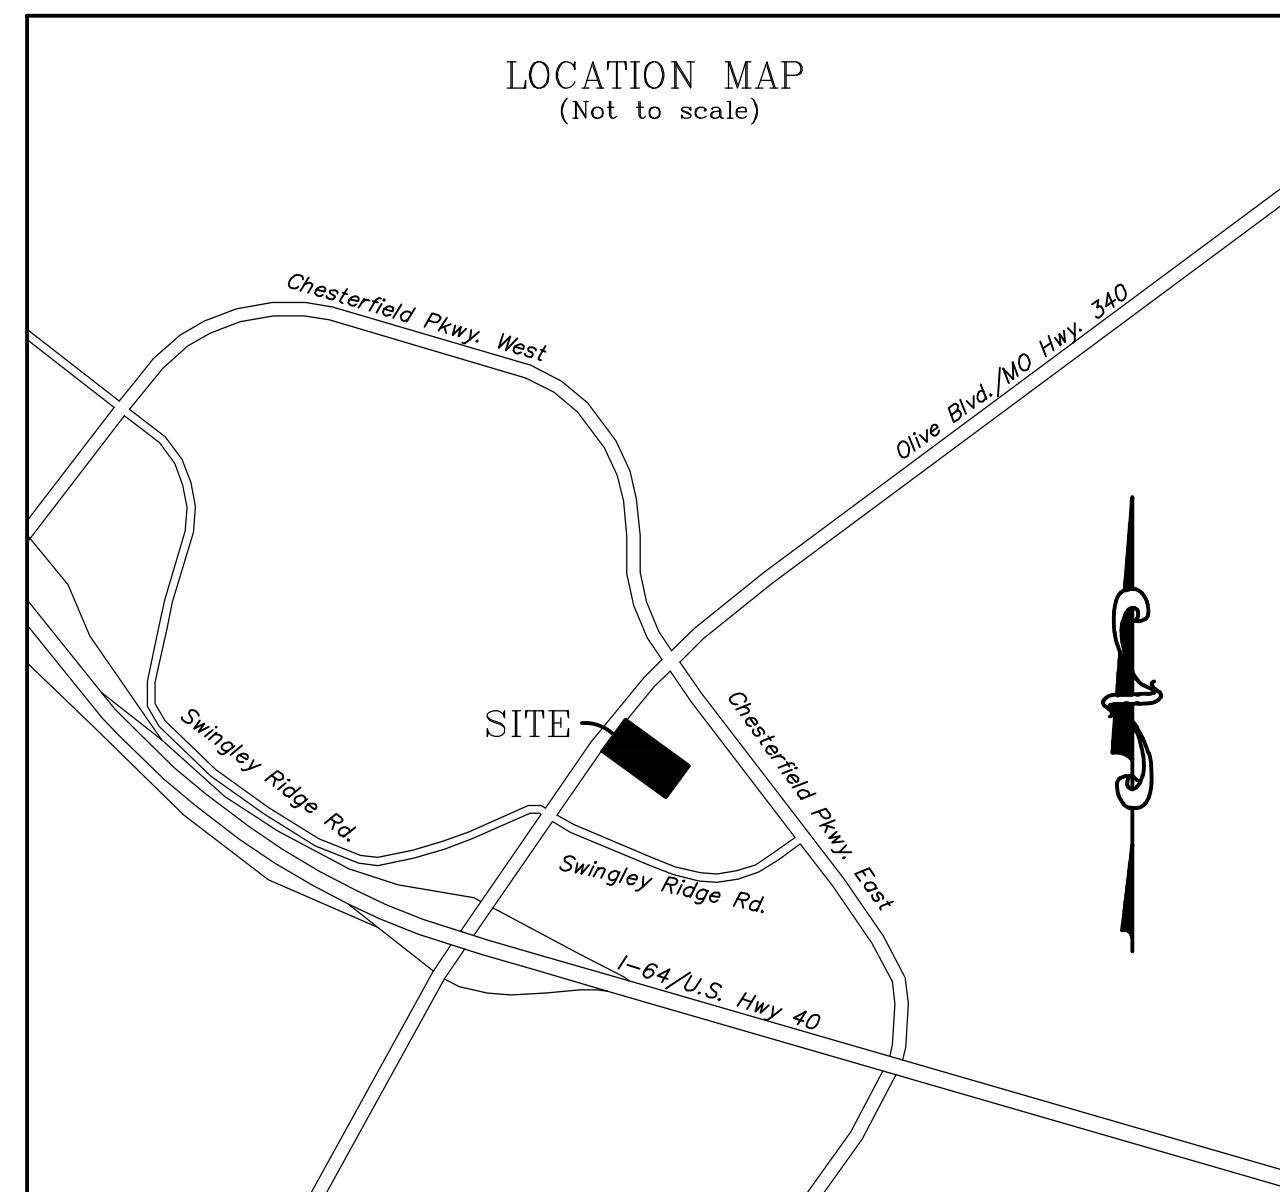 LOCATION MAP
(Not to scale)
Chesterfield Pkwy. West
Olive Blvd./MO Hwy. 340
SITE
Chesterfield Pkwy. East
Swingley Ridge Rd.
Swingley Ridge Rd.
I-64/U.S. Hwy 40